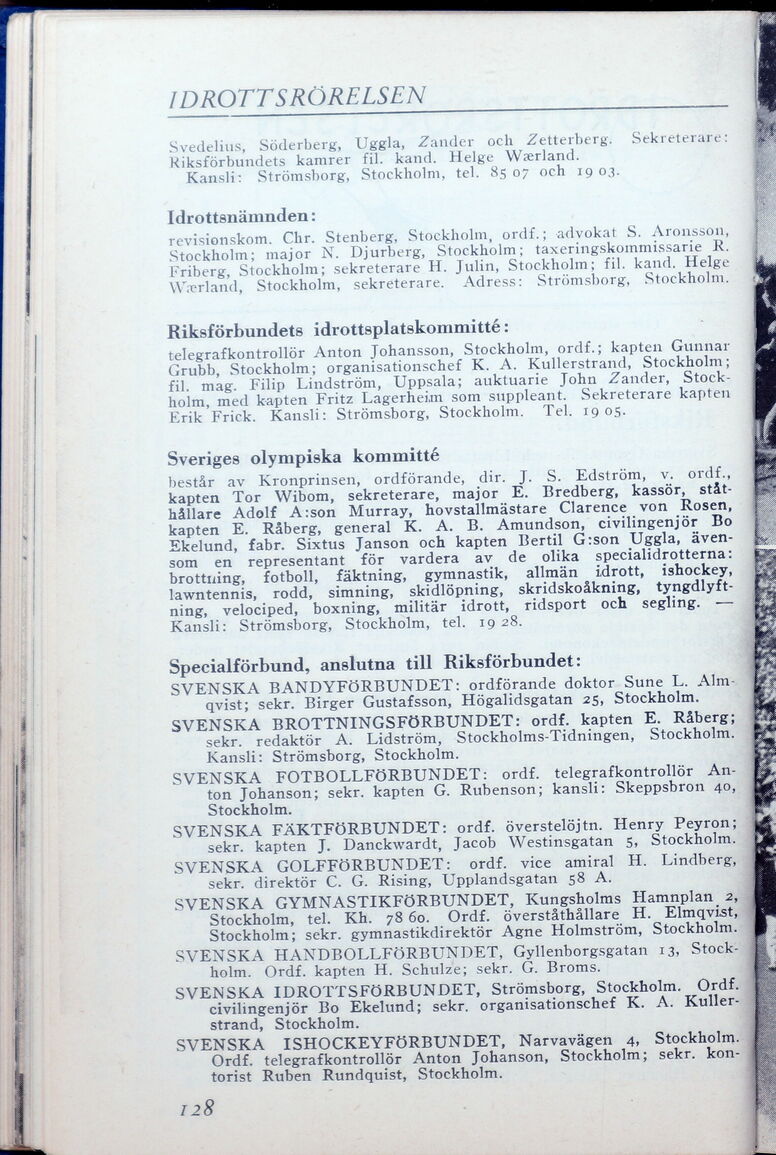 IDROTTSRÖRELSEN
Svedelius, Söderberg, Uggla, Zander och Zetterberg. Sekreterare:
Riksförbundets kamrer fil. kand. Helge Wærland.
Kansli: Strömsborg, Stockholm, tel. 85 07 och 19 03.
Idrottsnämnden:
revisionskom. Chr. Stenberg, Stockholm, ordf.; advokat S. Aronsson,
Stockholm; major N. Djurberg, Stockholm; taxeringskommissarie R.
Friberg, Stockholm; sekreterare H. Julin, Stockholm; fil. kand. Helge
Wærland, Stockholm, sekreterare. Adress: Strömsborg, Stockholm.
Riksförbundets idrottsplatskommitté:
telegrafkontrollör Anton Johansson, Stockholm, ordf.; kapten Gunnar
Grubb, Stockholm; organisationschef K. A. Kullerstrand, Stockholm;
fil. mag. Filip Lindström, Uppsala; auktuarie John Zander, Stock-
holm, med kapten Fritz Lagerheim som suppleant. Sekreterare kapten
Erik Frick. Kansli: Strömsborg, Stockholm. Tel. 19 05.
Sveriges olympiska kommitté
består av Kronprinsen, ordförande, dir. J. S. Edström, v. ordf.,
kapten Tor Wibom, sekreterare, major E. Bredberg, kassör, ståt-
hållare Adolf A:son Murray, hovstallmästare Clarence von Rosen,
kapten E. Råberg, general K. A. B. Amundson, civilingenjör Bo
Ekelund, fabr. Sixtus Janson och kapten Bertil G:son Uggla, även-
som en representant för vardera av de olika specialidrotterna:
brottning, fotboll, fäktning, gymnastik, allmän idrott, ishockey,
lawntennis, rodd, simning, skidlöpning, skridskoåkning, tyngdlyft-
ning, velociped, boxning, militär idrott, ridsport och segling. —
Kansli: Strömsborg, Stockholm, tel. 19 28.
Specialförbund, anslutna till Riksförbundet:
SVENSKA BANDYFÖRBUNDET: ordförande doktor Sune L. Alm-
qvist; sekr. Birger Gustafsson, Högalidsgatan 25, Stockholm.
SVENSKA BROTTNINGSFÖRBUNDET: ordf. kapten E. Råberg;
sekr. redaktör A. Lidström, Stockholms-Tidningen, Stockholm.
Kansli: Strömsborg, Stockholm.
SVENSKA FOTBOLLFÖRBUNDET: ordf. telegrafkontrollör An-
ton Johanson; sekr. kapten G. Rubenson; kansli: Skeppsbron 40,
Stockholm.
SVENSKA FÄKTFÖRBUNDET: ordf. överstelöjtn. Henry Peyron;
sekr. kapten J. Danckwardt, Jacob Westinsgatan 5, Stockholm.
SVENSKA GOLFFÖRBUNDET: ordf. vice amiral H. Lindberg,
sekr. direktör C. G. Rising, Upplandsgatan 58 A.
SVENSKA GYMNASTIKFÖRBUNDET, Kungsholms Hamnplan 2,
Stockholm, tel. Kh. 78 60. Ordf. överståthållare H. Elmqvist,
Stockholm; sekr. gymnastikdirektör Agne Holmström, Stockholm.
SVENSKA HANDBOLLFÖRBUNDET, Gyllenborgsgatan 13, Stock-
holm. Ordf. kapten H. Schulze; sekr. G. Broms.
SVENSKA IDROTTSFÖRBUNDET, Strömsborg, Stockholm. Ordf.
civilingenjör Bo Ekelund; sekr. organisationschef K. A. Kuller-
strand, Stockholm.
SVENSKA ISHOCKEYFÖRBUNDET, Narvavägen 4, Stockholm.
Ordf. telegrafkontrollör Anton Johanson, Stockholm; sekr. kon-
torist Ruben Rundquist, Stockholm.
128